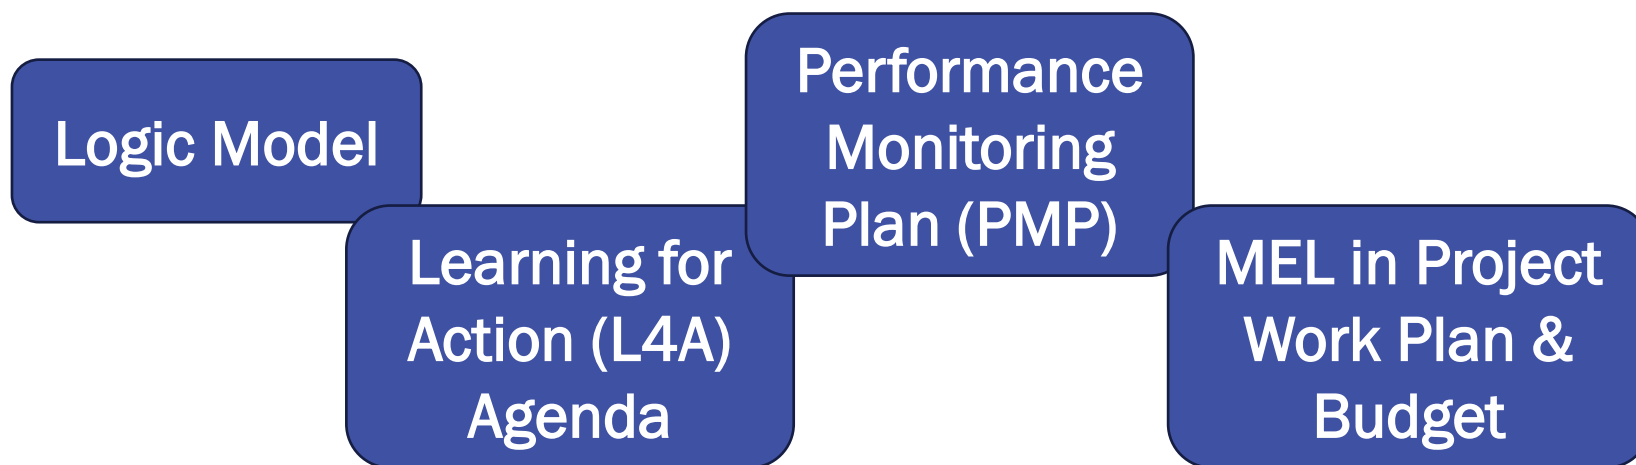 Logic Model
Learning for
Action (L4A)
Agenda
Performance
Monitoring
Plan (PMP)
MEL in Project
Work Plan &
Budget